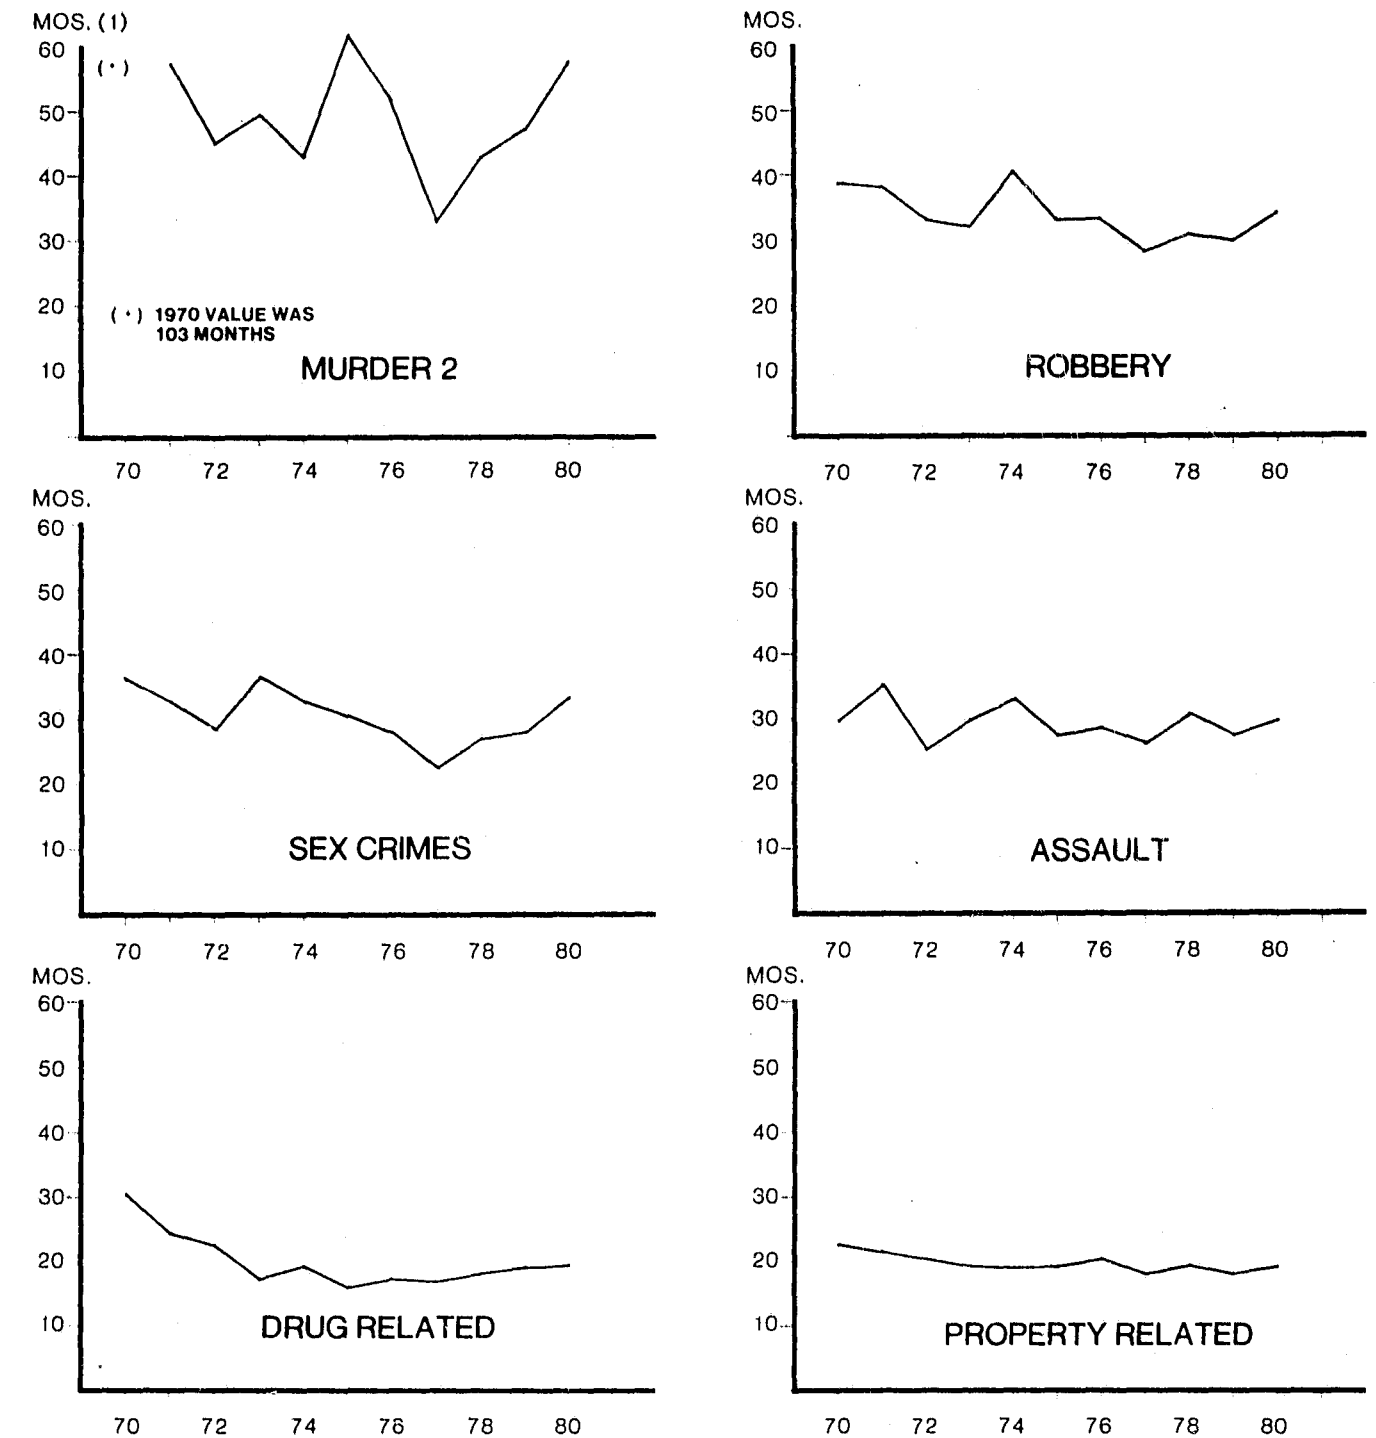 MOS. (1)
60
(*)
50
40
30
20
(*) 1970 VALUE WAS
103 MONTHS
10
MURDER 2
70 72 74 76 78 80
MOS.
60
50
40
30
20
10
ROBBERY
70 72 74 76 78 80
MOS.
60
50
40
30
20
10
SEX CRIMES
70 72 74 76 78 80
MOS.
60
50
40
30
20
10
ASSAULT
70 72 74 76 78 80
MOS.
60
50
40
30
20
10
DRUG RELATED
70 72 74 76 78 80
MOS.
60
50
40
30
20
10
PROPERTY RELATED
70 72 74 76 78 80